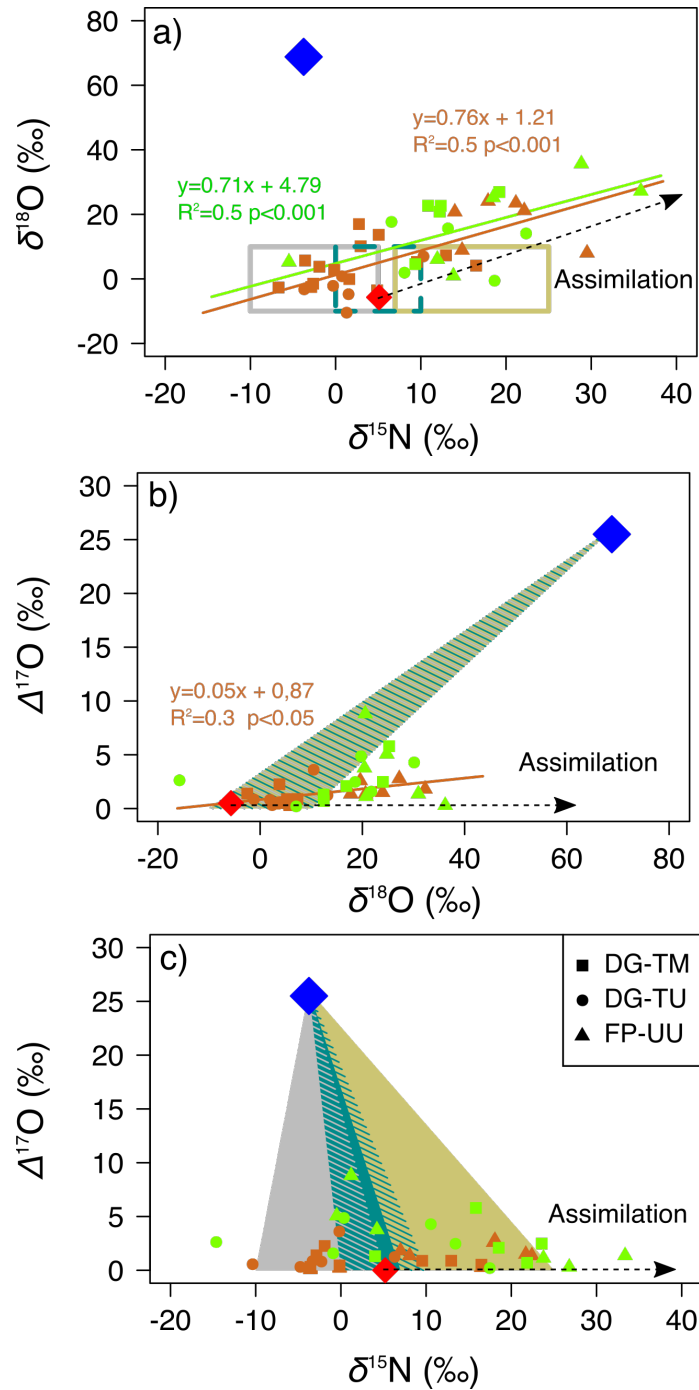 a)
80
60
40
20
0
-20
δ¹⁸O (‰)
y=0.76x + 1.21
R²=0.5 p<0.001
y=0.71x + 4.79
R²=0.5 p<0.001
Assimilation
-20 -10 0 10 20 30 40
δ¹⁵N (‰)
b)
30
25
20
15
10
5
0
Δ¹⁷O (‰)
y=0.05x + 0,87
R²=0.3 p<0.05
Assimilation
-20 0 20 40 60 80
δ¹⁸O (‰)
c)
30
25
20
15
10
5
0
Δ¹⁷O (‰)
DG-TM
DG-TU
FP-UU
Assimilation
-20 -10 0 10 20 30 40
δ¹⁵N (‰)